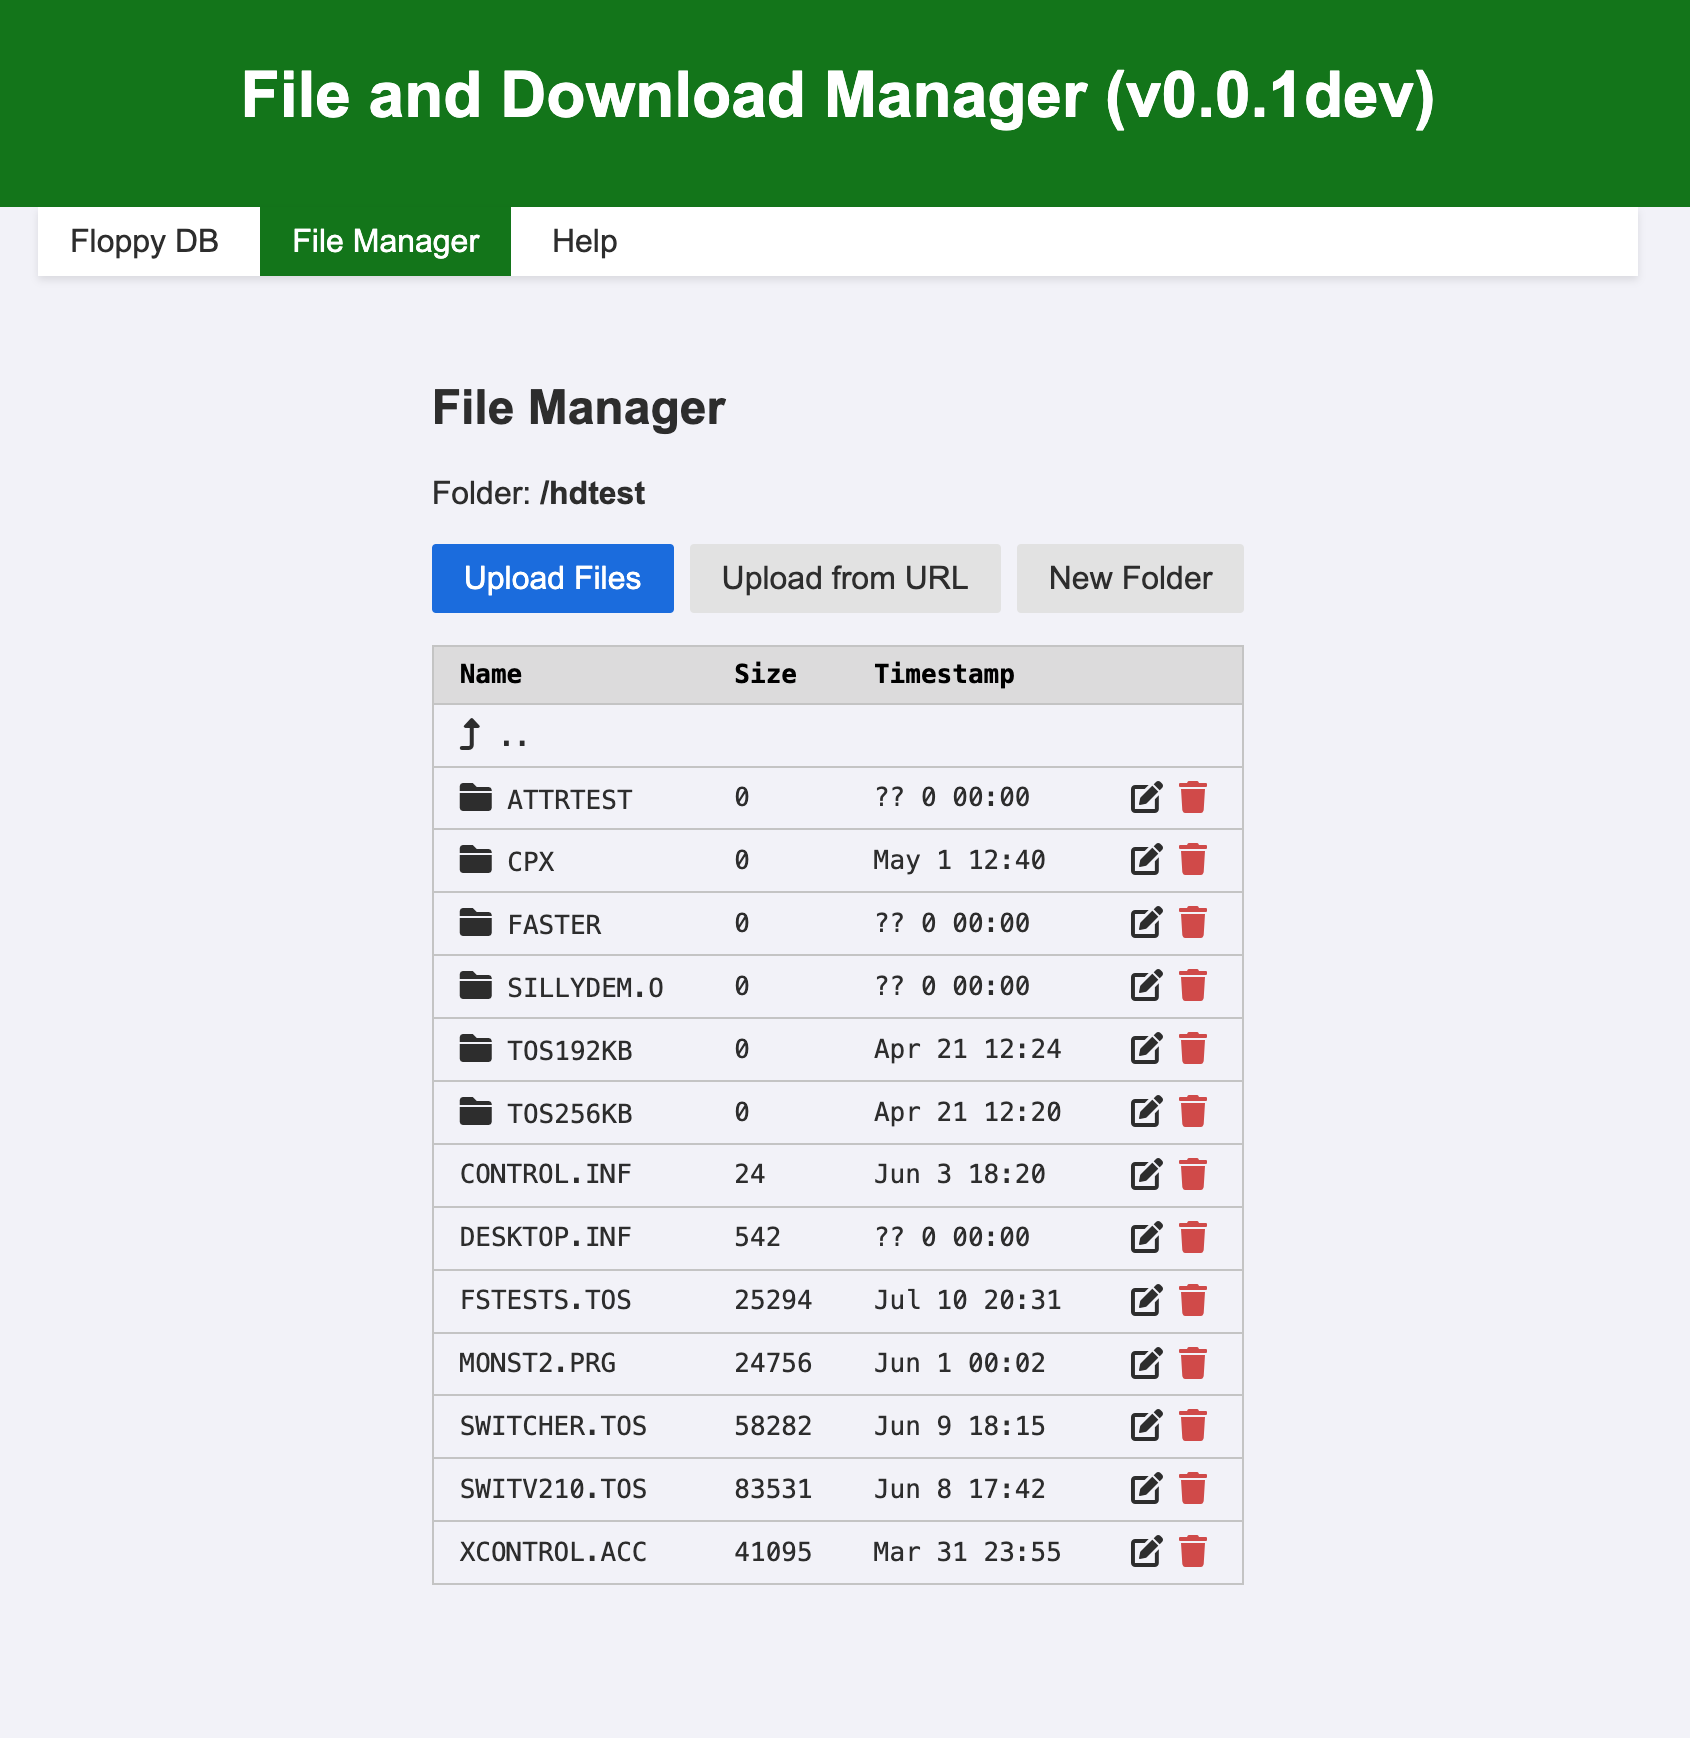 File and Download Manager (v0.0.1dev)
Floppy DB File Manager Help
File Manager
Folder: /hdtest
Upload Files Upload from URL New Folder
Name Size Timestamp
..
ATTRTEST 0 ?? 0 00:00
CPX 0 May 1 12:40
FASTER 0 ?? 0 00:00
SILLYDEM.O 0 ?? 0 00:00
TOS192KB 0 Apr 21 12:24
TOS256KB 0 Apr 21 12:20
CONTROL.INF 24 Jun 3 18:20
DESKTOP.INF 542 ?? 0 00:00
FSTESTS.TOS 25294 Jul 10 20:31
MONST2.PRG 24756 Jun 1 00:02
SWITCHER.TOS 58282 Jun 9 18:15
SWITV210.TOS 83531 Jun 8 17:42
XCONTROL.ACC 41095 Mar 31 23:55